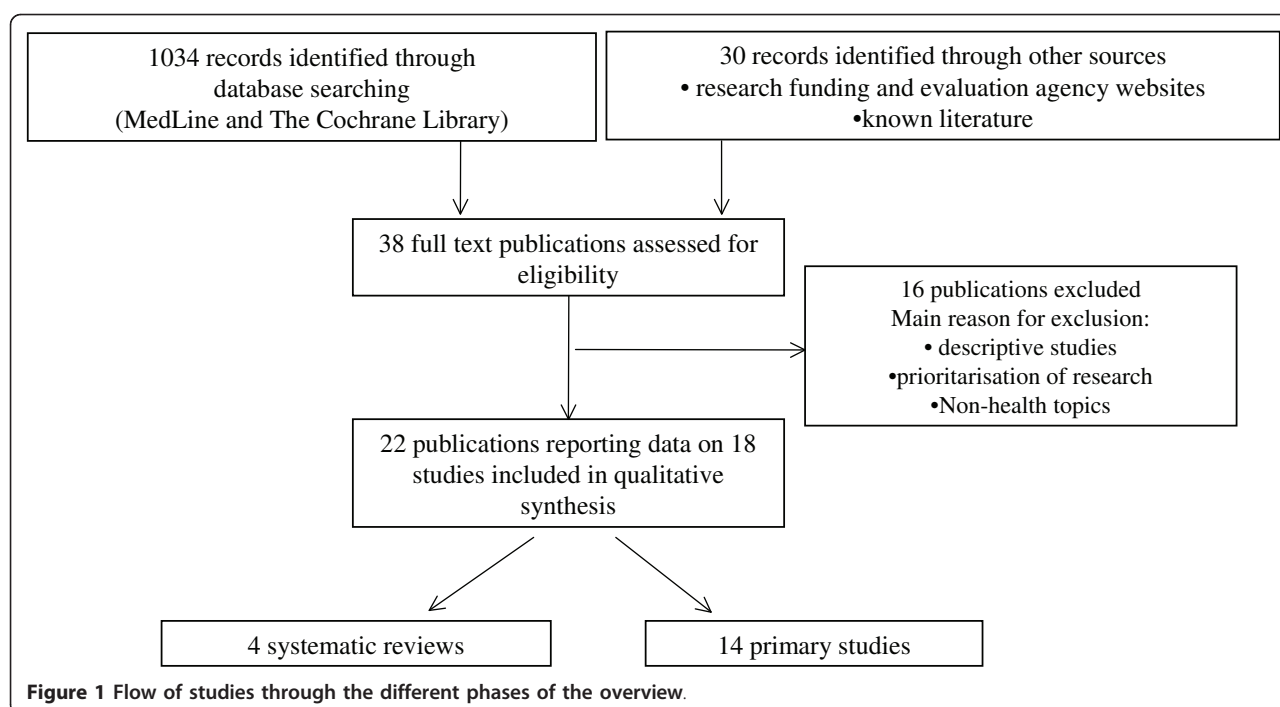 1034 records identified through
database searching
(MedLine and The Cochrane Library)
30 records identified through other sources
• research funding and evaluation agency websites
•known literature
38 full text publications assessed for
eligibility
16 publications excluded
Main reason for exclusion:
• descriptive studies
•prioritarisation of research
•Non-health topics
22 publications reporting data on 18
studies included in qualitative
synthesis
4 systematic reviews
14 primary studies
Figure 1 Flow of studies through the different phases of the overview.